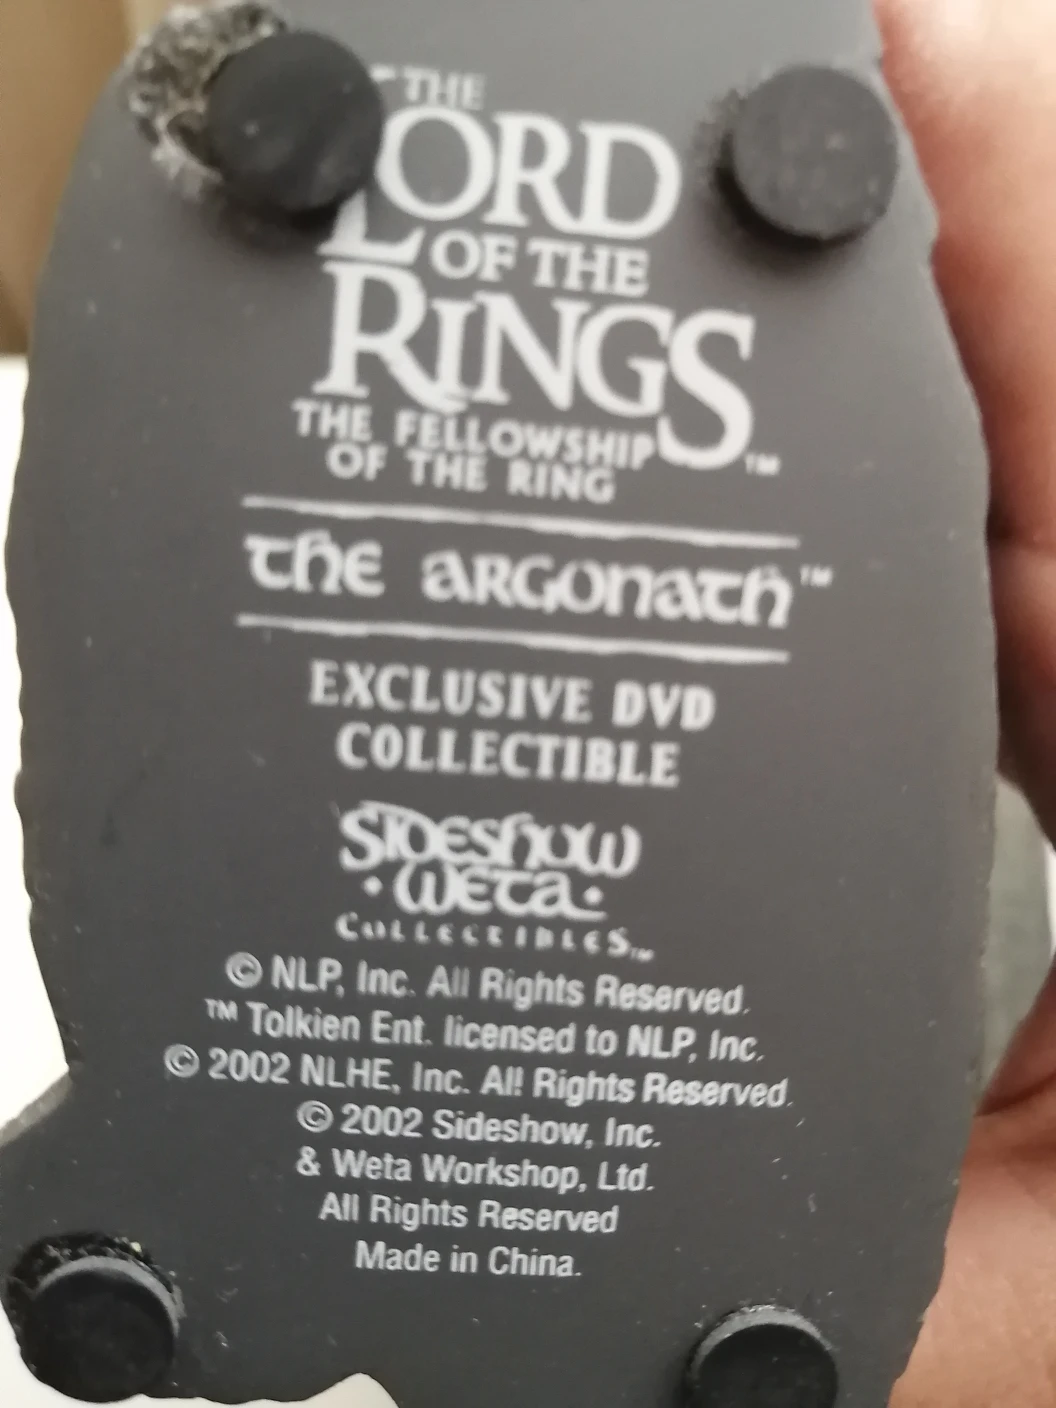 THE
LORD
OF THE
RINGS™
THE FELLOWSHIP
OF THE RING
the argonath™
EXCLUSIVE DVD
COLLECTIBLE
Sideshow
·Weta·
Collectibles™
© NLP, Inc. All Rights Reserved.
™ Tolkien Ent. licensed to NLP, Inc.
© 2002 NLHE, Inc. All Rights Reserved.
© 2002 Sideshow, Inc.
& Weta Workshop, Ltd.
All Rights Reserved
Made in China.